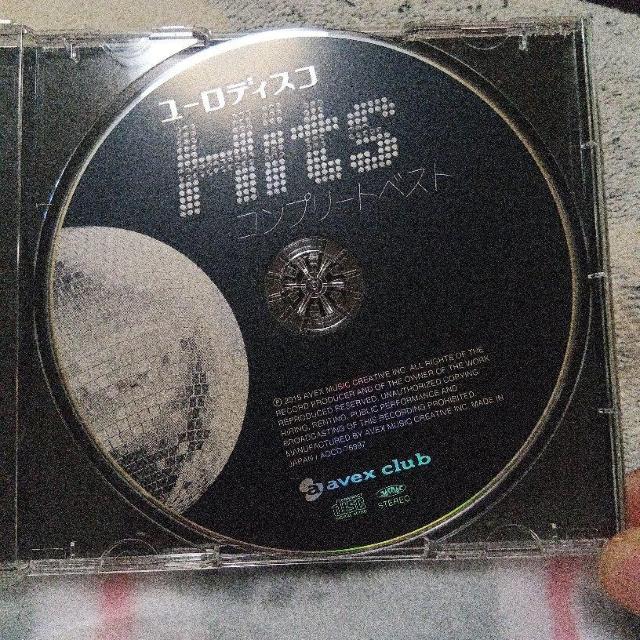 ユーロディスコ
Hits
コンプリートベスト
Ⓟ 2015 AVEX MUSIC CREATIVE INC. ALL RIGHTS OF THE
RECORD PRODUCER AND OF THE OWNER OF THE WORK
REPRODUCED RESERVED. UNAUTHORIZED COPYING
HIRING, RENTING, PUBLIC PERFORMANCE AND
BROADCASTING OF THIS RECORDING PROHIBITED.
MANUFACTURED BY AVEX MUSIC CREATIVE INC. MADE IN
JAPAN /
a avex club
STEREO